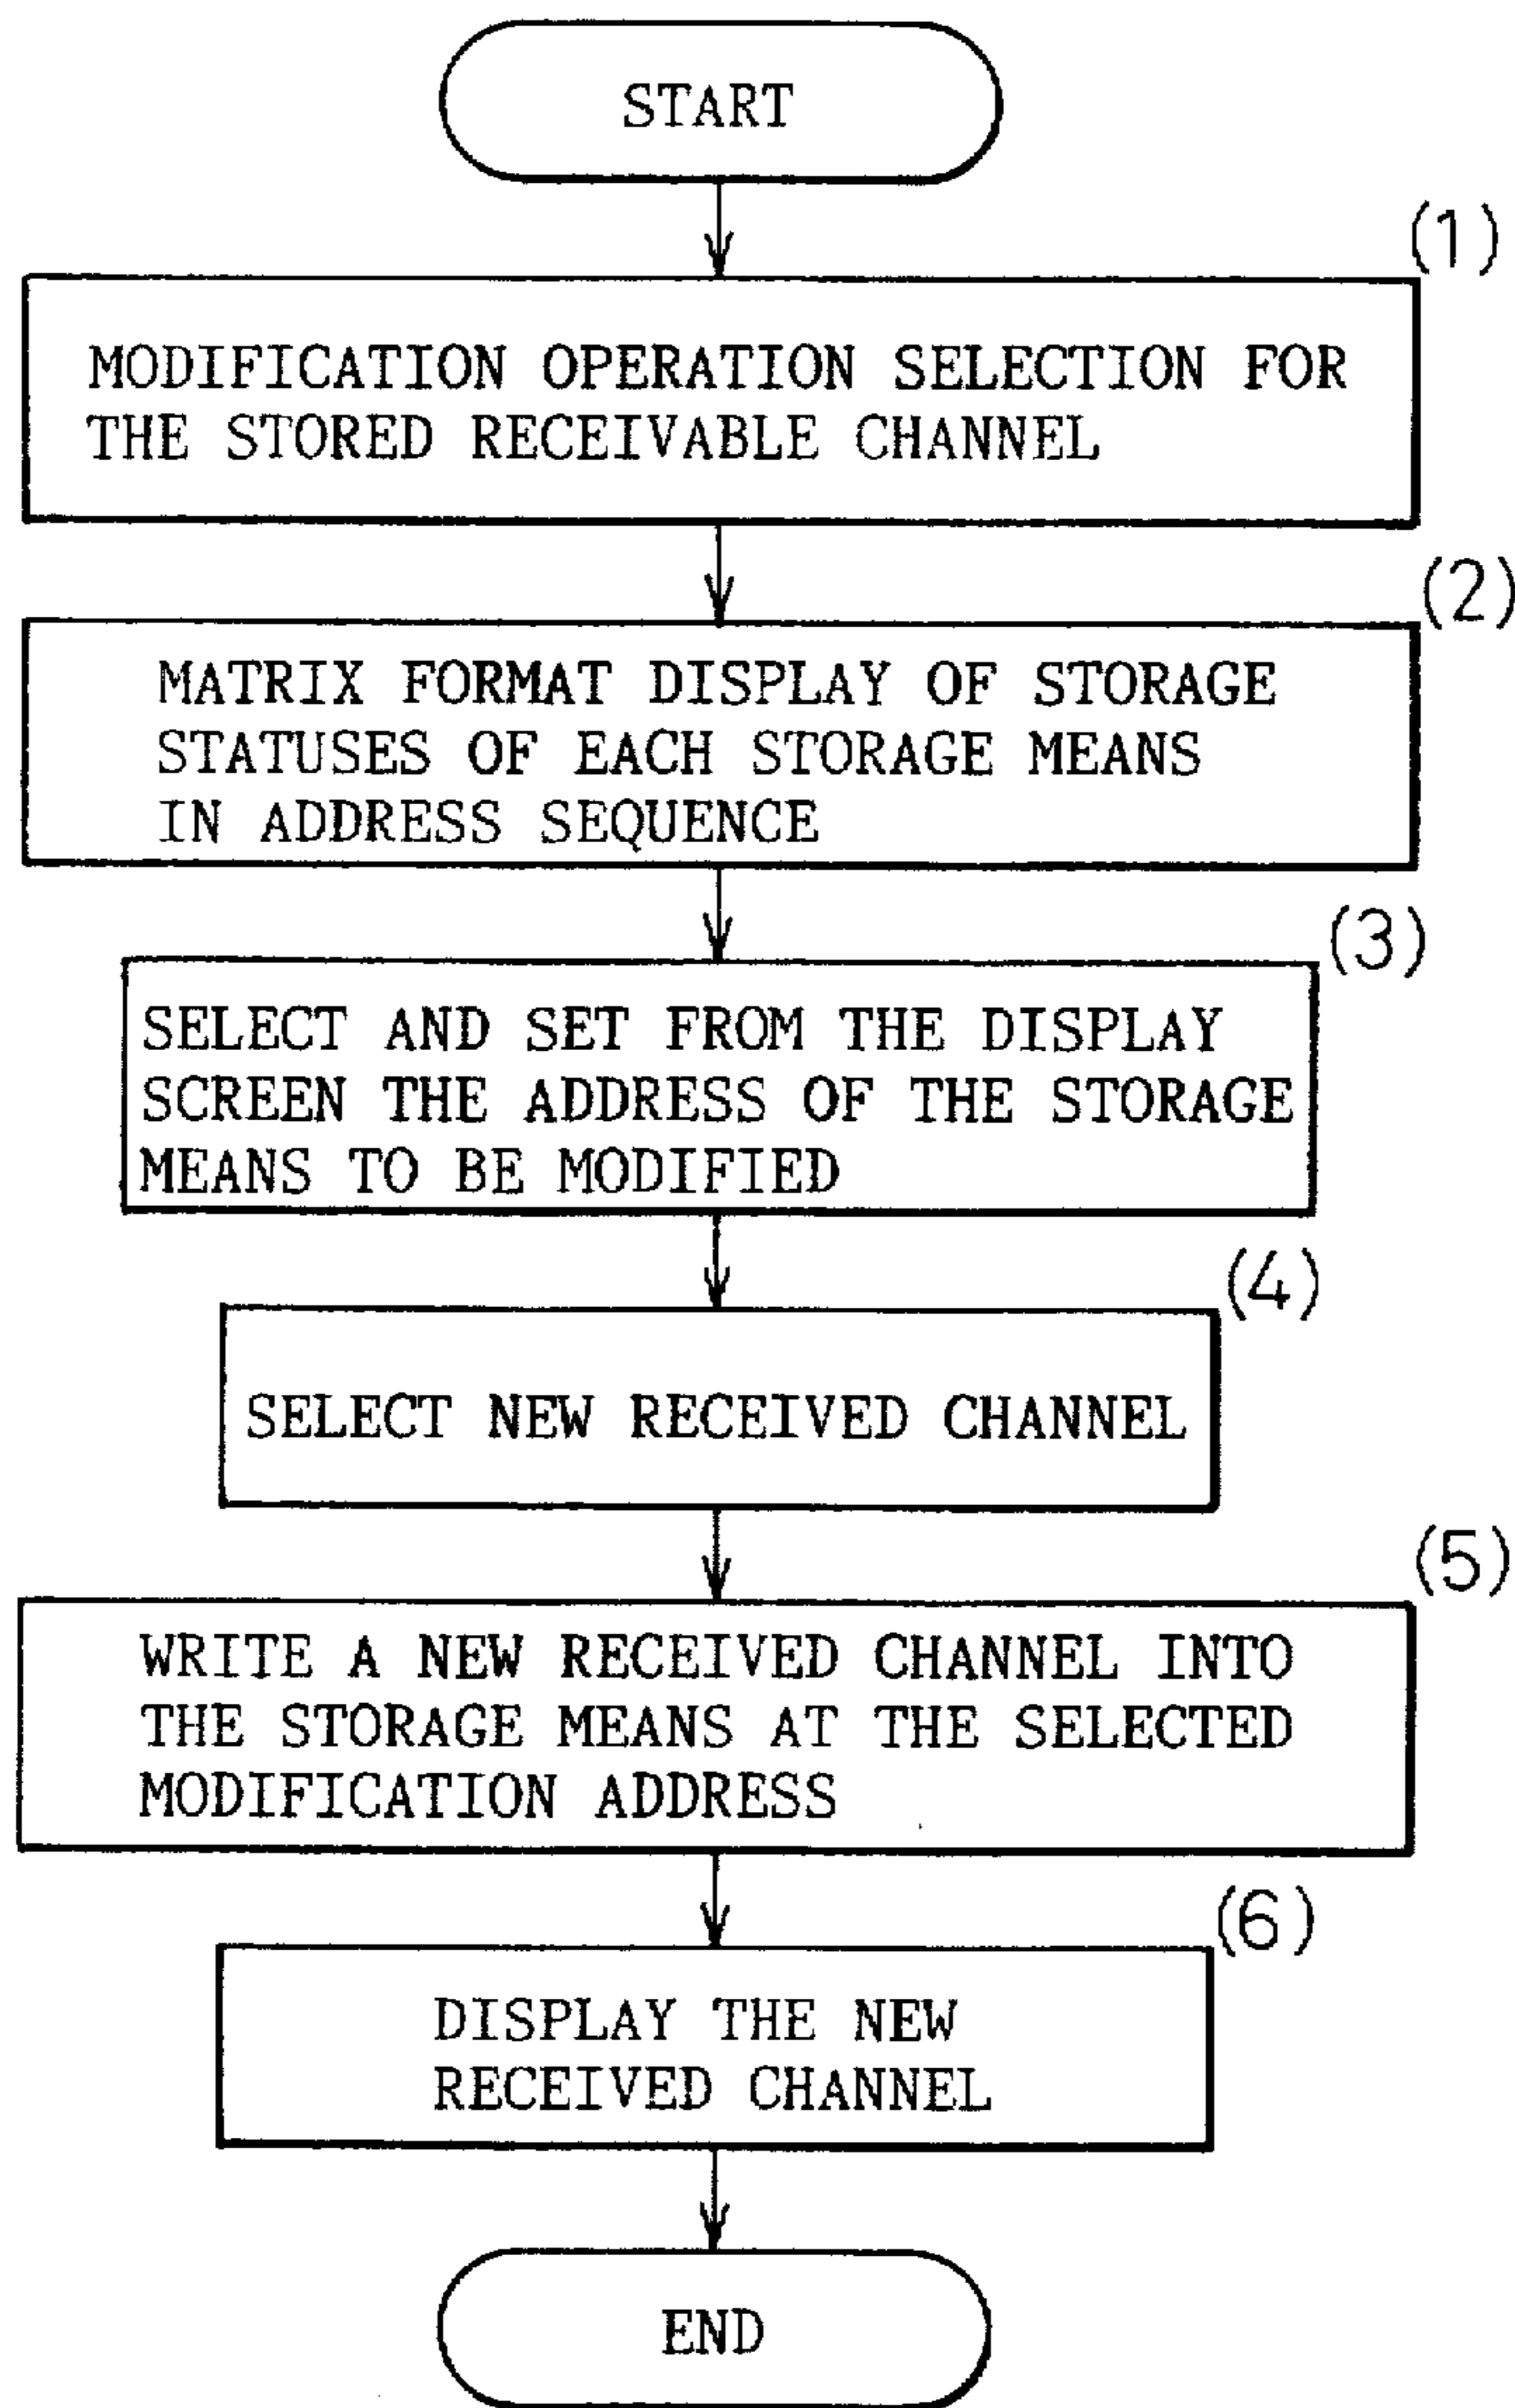 START
(1)
MODIFICATION OPERATION SELECTION FOR
THE STORED RECEIVABLE CHANNEL
(2)
MATRIX FORMAT DISPLAY OF STORAGE
STATUSES OF EACH STORAGE MEANS
IN ADDRESS SEQUENCE
(3)
SELECT AND SET FROM THE DISPLAY
SCREEN THE ADDRESS OF THE STORAGE
MEANS TO BE MODIFIED
(4)
SELECT NEW RECEIVED CHANNEL
(5)
WRITE A NEW RECEIVED CHANNEL INTO
THE STORAGE MEANS AT THE SELECTED
MODIFICATION ADDRESS
(6)
DISPLAY THE NEW
RECEIVED CHANNEL
END